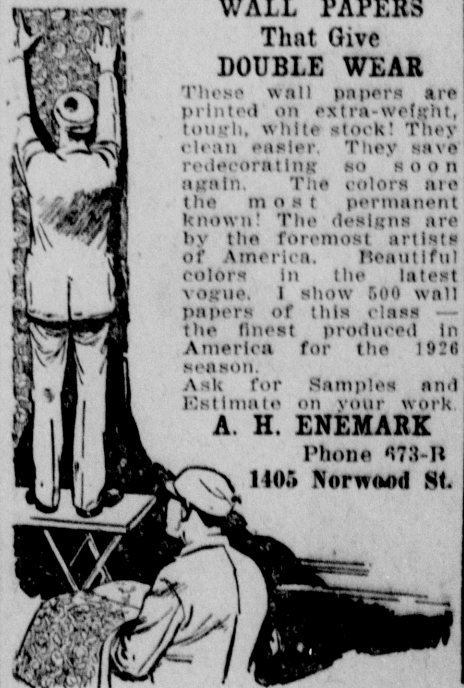 WALL PAPERS
That Give
DOUBLE WEAR
These wall papers are
printed on extra-weight,
tough, white stock! They
clean easier. They save
redecorating so soon
again. The colors are
the most permanent
known! The designs are
by the foremost artists
of America. Beautiful
colors in the latest
vogue. I show 500 wall
papers of this class —
the finest produced in
America for the 1926
season.
Ask for Samples and
Estimate on your work.
A. H. ENEMARK
Phone 673-R
1405 Norwood St.